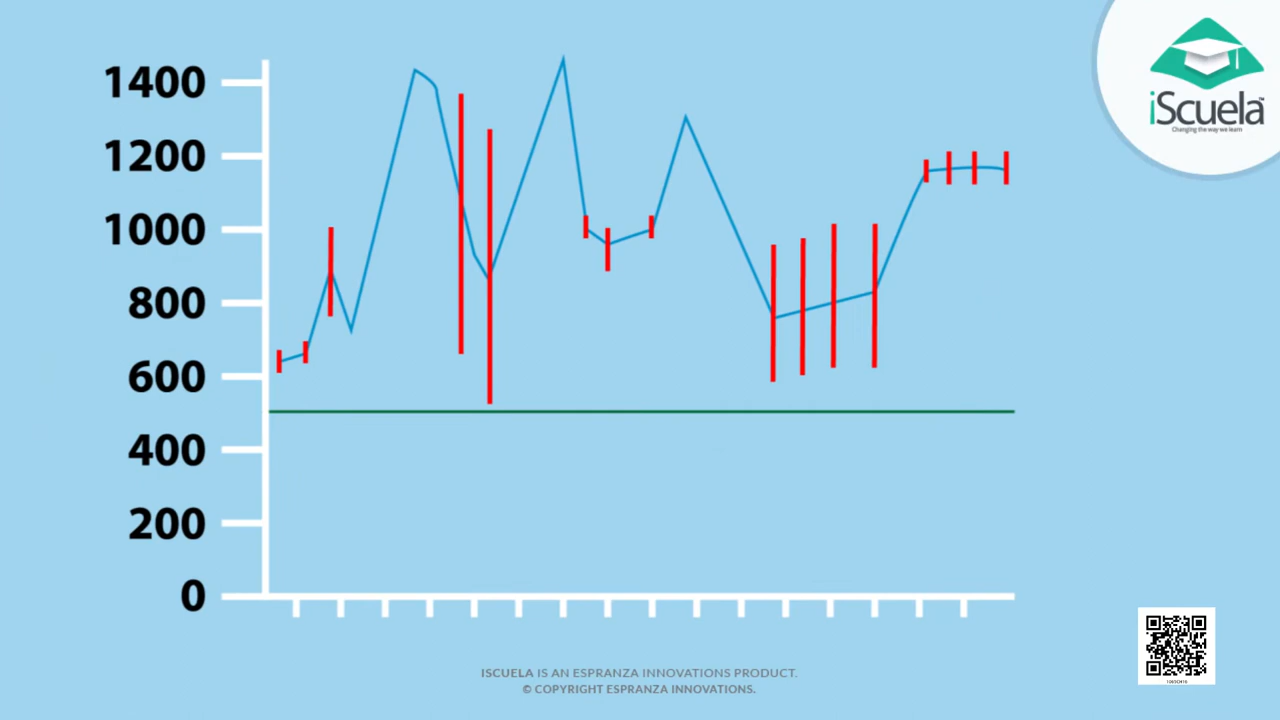 1400
1200
1000
800
600
400
200
0
iScuela™
Changing the way we learn
ISCUELA IS AN ESPRANZA INNOVATIONS PRODUCT.
© COPYRIGHT ESPRANZA INNOVATIONS.